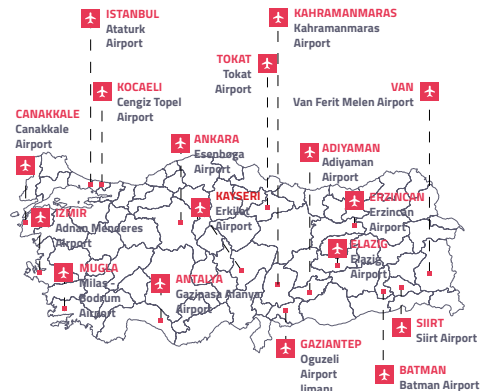 ISTANBUL
Ataturk
Airport
KAHRAMANMARAS
Kahramanmaras
Airport
TOKAT
Tokat
Airport
KOCAELI
Cengiz Topel
Airport
VAN
Van Ferit Melen Airport
CANAKKALE
Canakkale
Airport
ANKARA
Esenboga
Airport
ADIYAMAN
Adiyaman
Airport
KAYSERI
Erkilet
Airport
ERZINCAN
Erzincan
Airport
IZMIR
Adnan Menderes
Airport
ELAZIG
Elazig
Airport
MUGLA
Milas -
Bodrum
Airport
ANTALYA
Gazipasa Alanya
Airport
SIIRT
Siirt Airport
GAZIANTEP
Oguzeli
Airport
limanı
BATMAN
Batman Airport